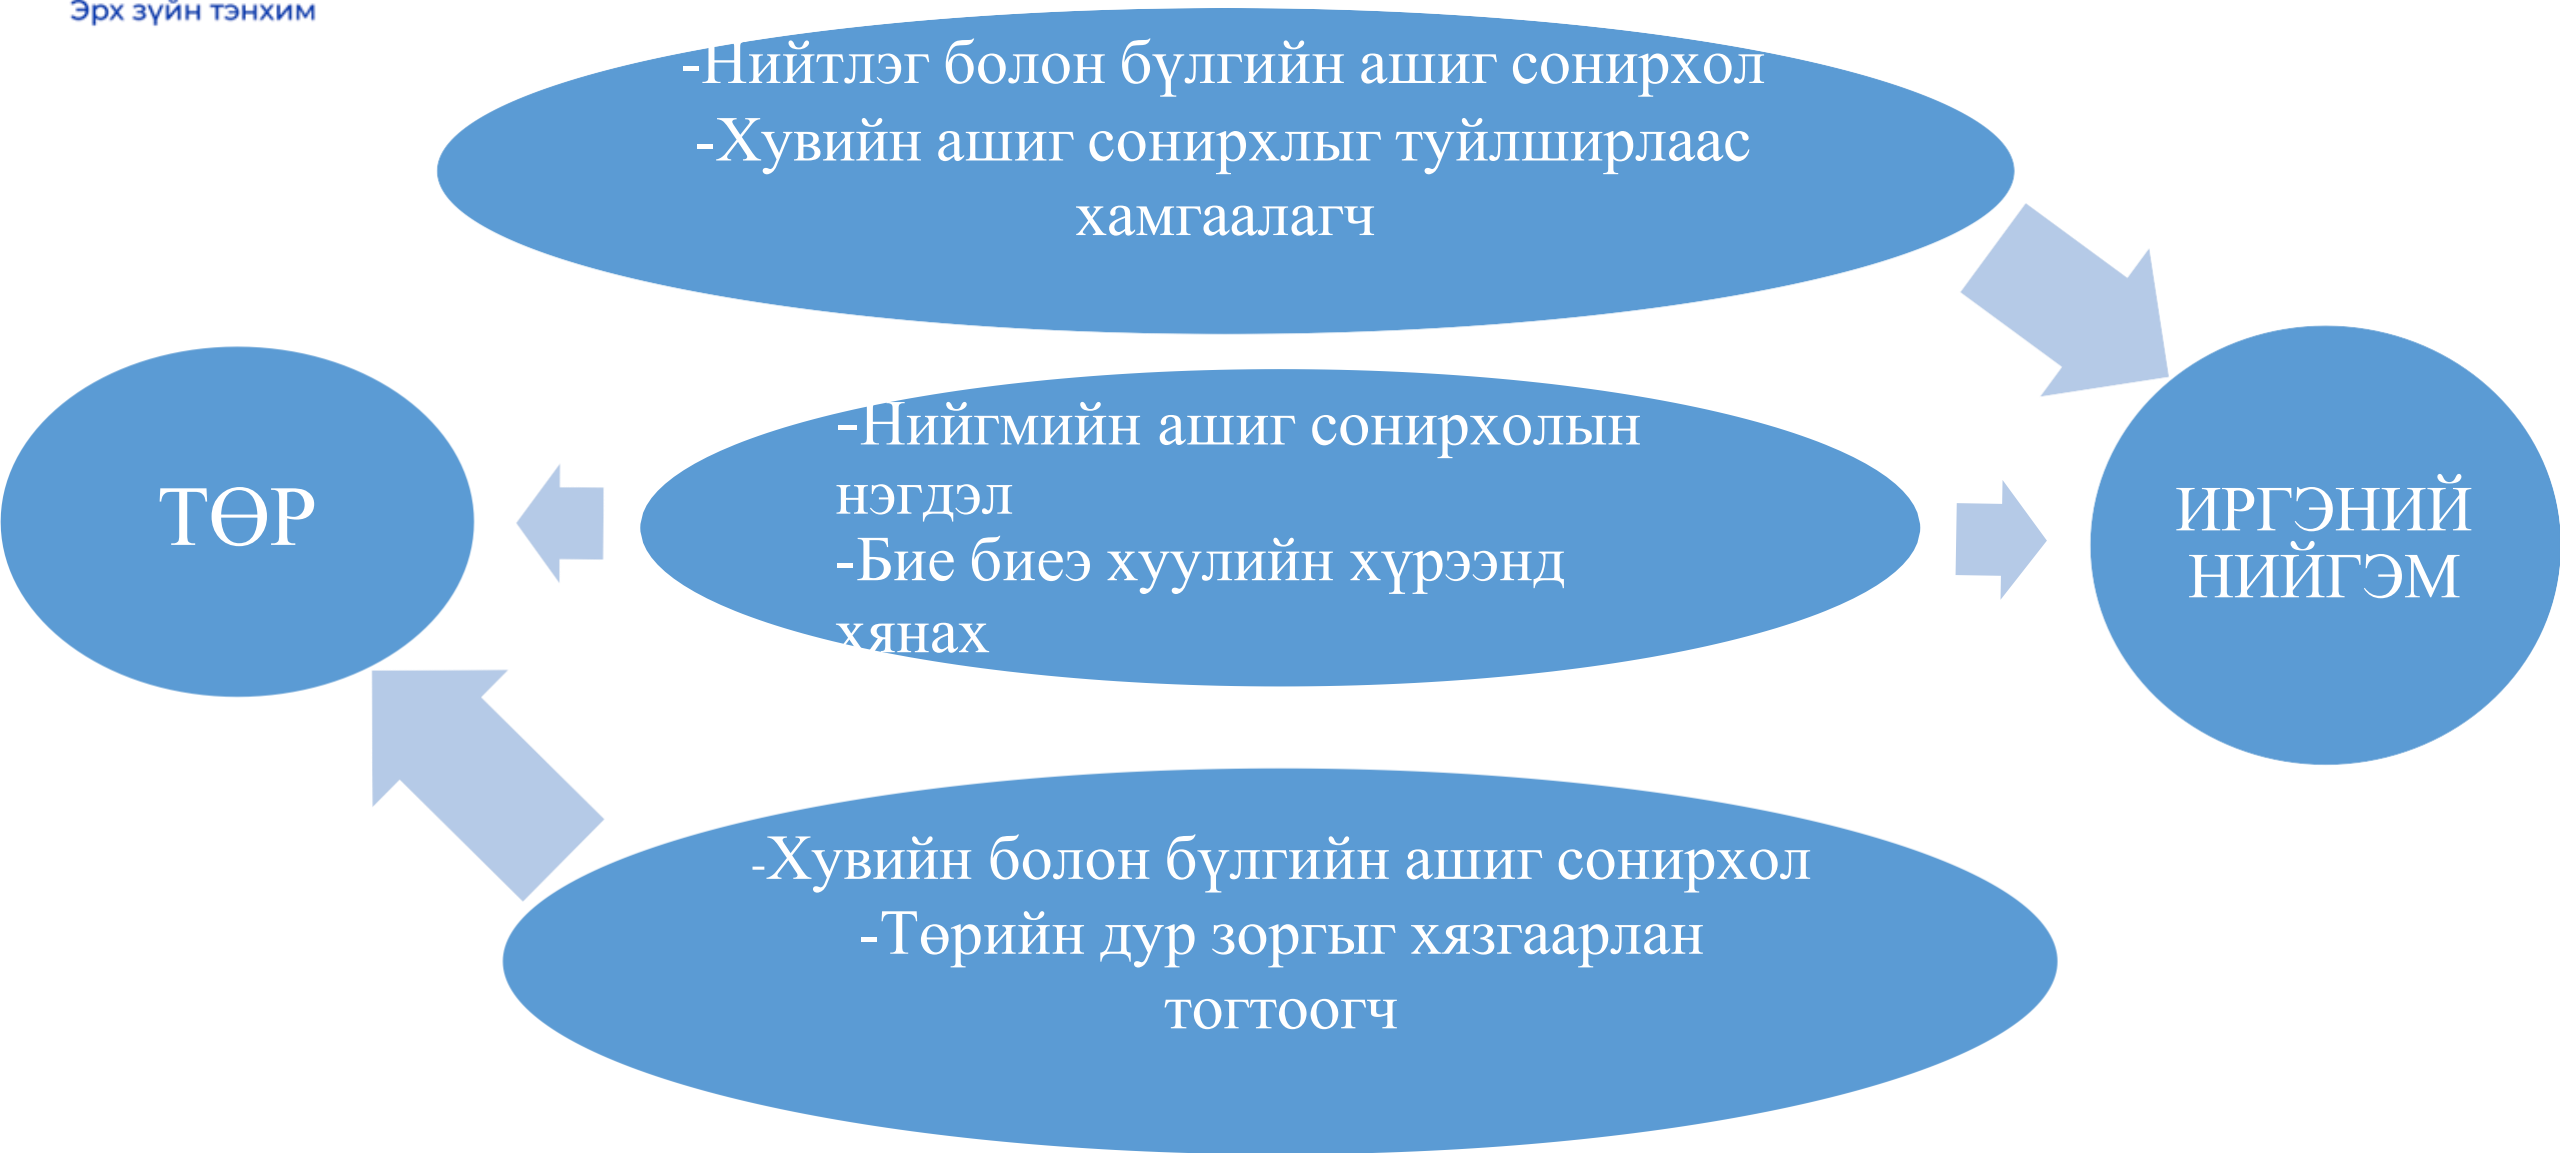 Эрх зүйн тэнхим
-Нийтлэг болон бүлгийн ашиг сонирхол
-Хувийн ашиг сонирхлыг туйлширлаас
хамгаалагч
ТӨР
-Нийгмийн ашиг сонирхолын
нэгдэл
-Бие биеэ хуулийн хүрээнд
хянах
ИРГЭНИЙ
НИЙГЭМ
-Хувийн болон бүлгийн ашиг сонирхол
-Төрийн дур зоргыг хязгаарлан
тогтоогч